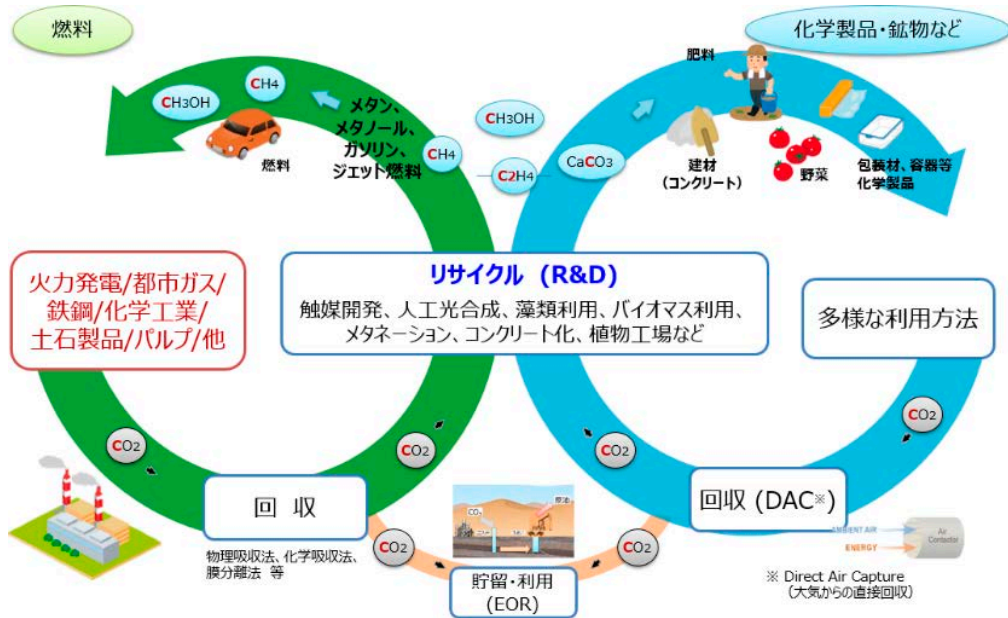 燃料
化学製品・鉱物など
CH3OH
CH4
燃料
メタン、
メタノール、
ガソリン、
ジェット燃料
CH4
CH3OH
C2H4
CaCO3
肥料
建材
(コンクリート)
野菜
包装材、容器等
化学製品
火力発電/都市ガス/
鉄鋼/化学工業/
土石製品/パルプ/他
リサイクル (R&D)
触媒開発、人工光合成、藻類利用、バイオマス利用、
メタネーション、コンクリート化、植物工場など
多様な利用方法
CO2
CO2
CO2
CO2
回 収
物理吸収法、化学吸収法、
膜分離法 等
CO2
CO2
原油
貯留・利用
(EOR)
回収 (DAC※)
AMBIENT AIR
ENERGY
Air
Contactor
※ Direct Air Capture
(大気からの直接回収)